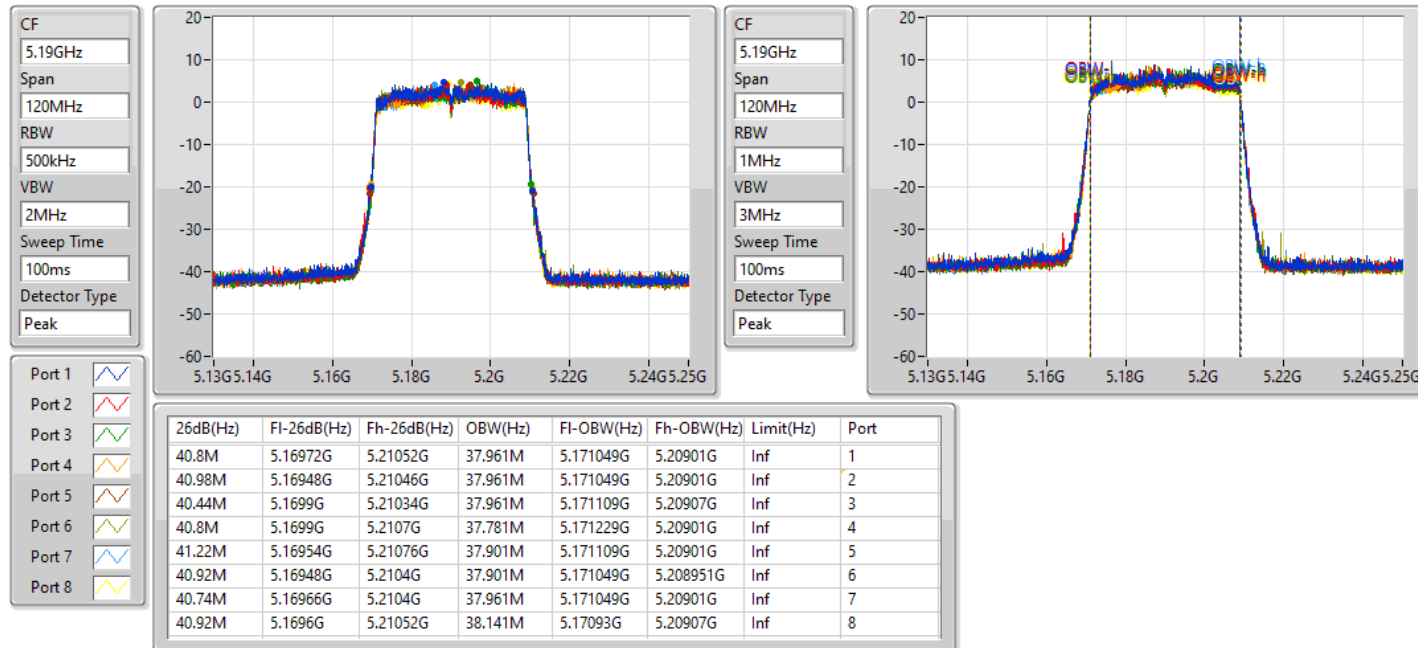 CF
5.19GHz
Span
120MHz
RBW
500kHz
VBW
2MHz
Sweep Time
100ms
Detector Type
Peak
20
10
0
-10
-20
-30
-40
-50
-60
5.13G 5.14G 5.16G 5.18G 5.2G 5.22G 5.24G 5.25G
CF
5.19GHz
Span
120MHz
RBW
1MHz
VBW
3MHz
Sweep Time
100ms
Detector Type
Peak
20
10
0
-10
-20
-30
-40
-50
-60
OBW-l OBW-h
5.13G 5.14G 5.16G 5.18G 5.2G 5.22G 5.24G 5.25G
Port 1
Port 2
Port 3
Port 4
Port 5
Port 6
Port 7
Port 8
26dB(Hz) Fl-26dB(Hz) Fh-26dB(Hz) OBW(Hz) Fl-OBW(Hz) Fh-OBW(Hz) Limit(Hz) Port
40.8M 5.16972G 5.21052G 37.961M 5.171049G 5.20901G Inf 1
40.98M 5.16948G 5.21046G 37.961M 5.171049G 5.20901G Inf 2
40.44M 5.1699G 5.21034G 37.961M 5.171109G 5.20907G Inf 3
40.8M 5.1699G 5.2107G 37.781M 5.171229G 5.20901G Inf 4
41.22M 5.16954G 5.21076G 37.901M 5.171109G 5.20901G Inf 5
40.92M 5.16948G 5.2104G 37.901M 5.171049G 5.208951G Inf 6
40.74M 5.16966G 5.2104G 37.961M 5.171049G 5.20901G Inf 7
40.92M 5.1696G 5.21052G 38.141M 5.17093G 5.20907G Inf 8